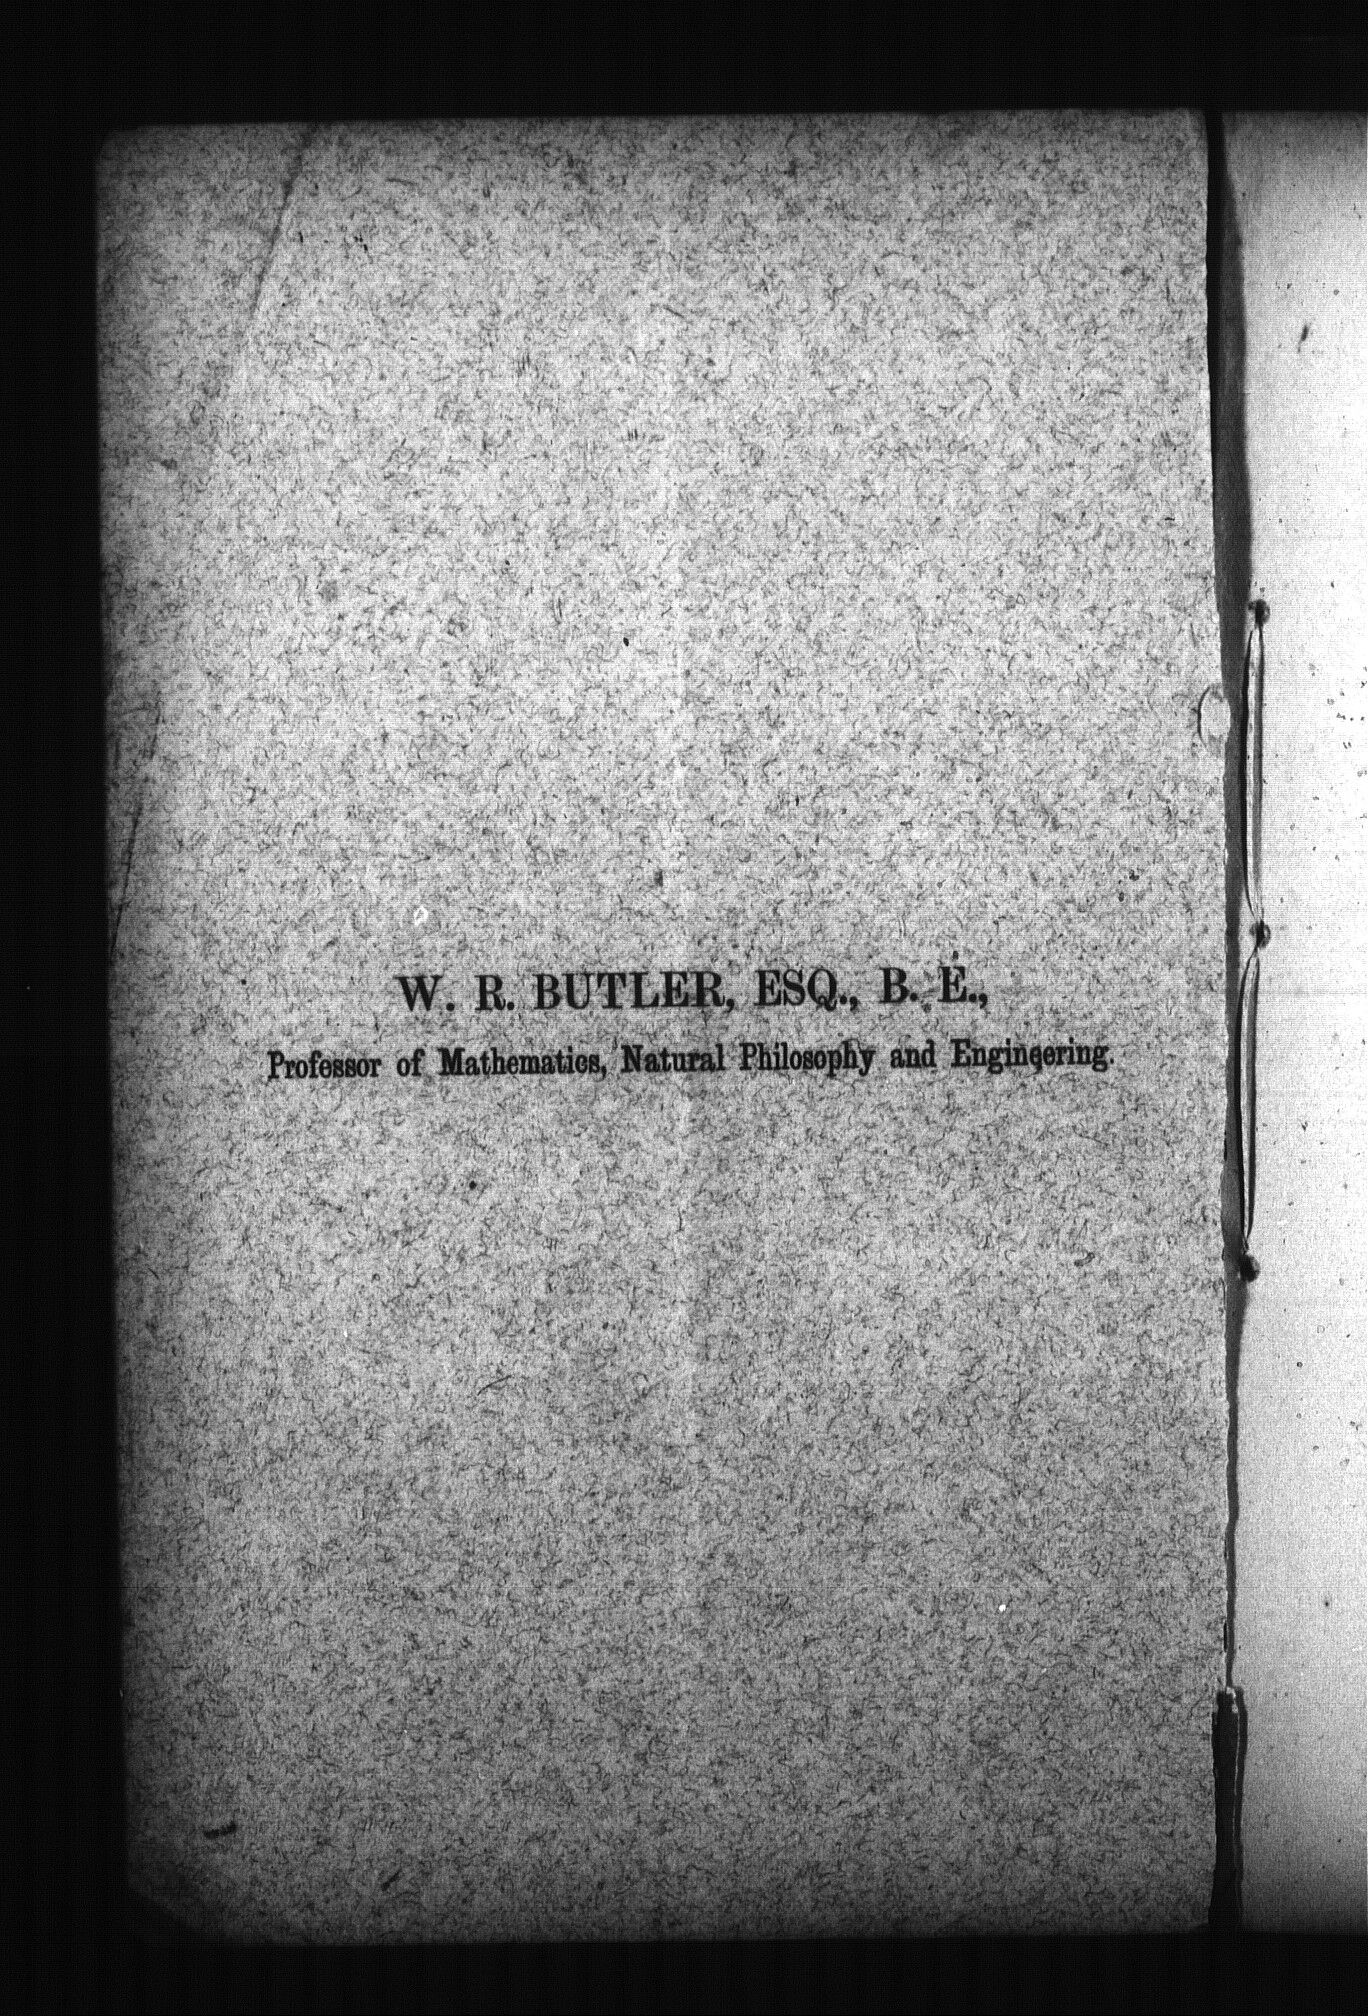 W. R. BUTLER, ESQ., B. E.,
Professor of Mathematics, Natural Philosophy and Engineering.